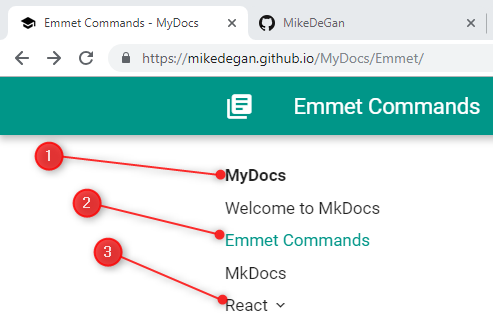 Emmet Commands - MyDocs
MikeDeGan
https://mikedegan.github.io/MyDocs/Emmet/
Emmet Commands
1
MyDocs
Welcome to MkDocs
2
Emmet Commands
MkDocs
3
React